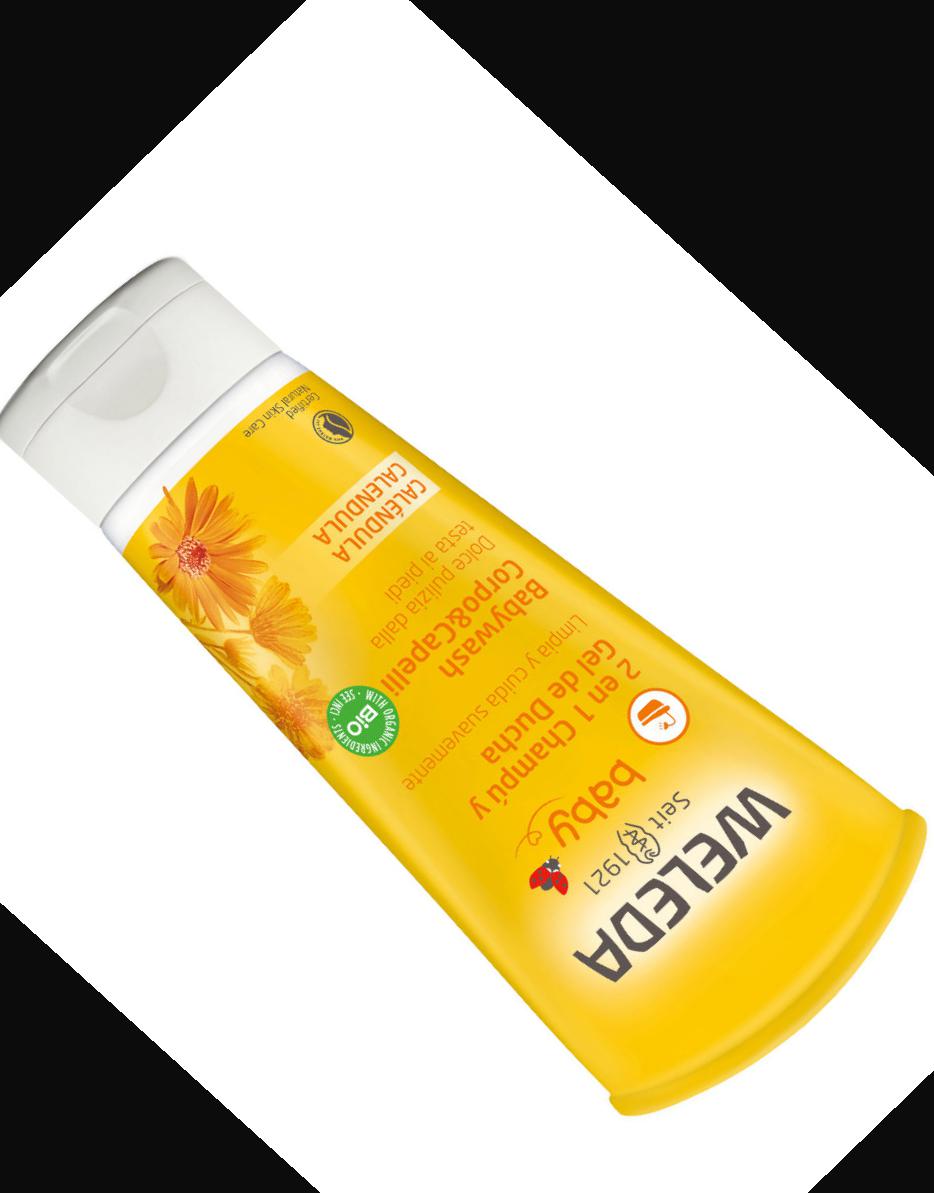 WELEDA
Seit 1921
baby
2 en 1 Champú y
Gel de Ducha
Limpia y cuida suavemente
Babywash
Corpo&Capelli
Dolce pulizia dalla
testa ai piedi
CALÉNDULA
CALENDULA
BiO
WITH ORGANIC INGREDIENTS · SEE INCI ·
Certified
Natural Skin Care